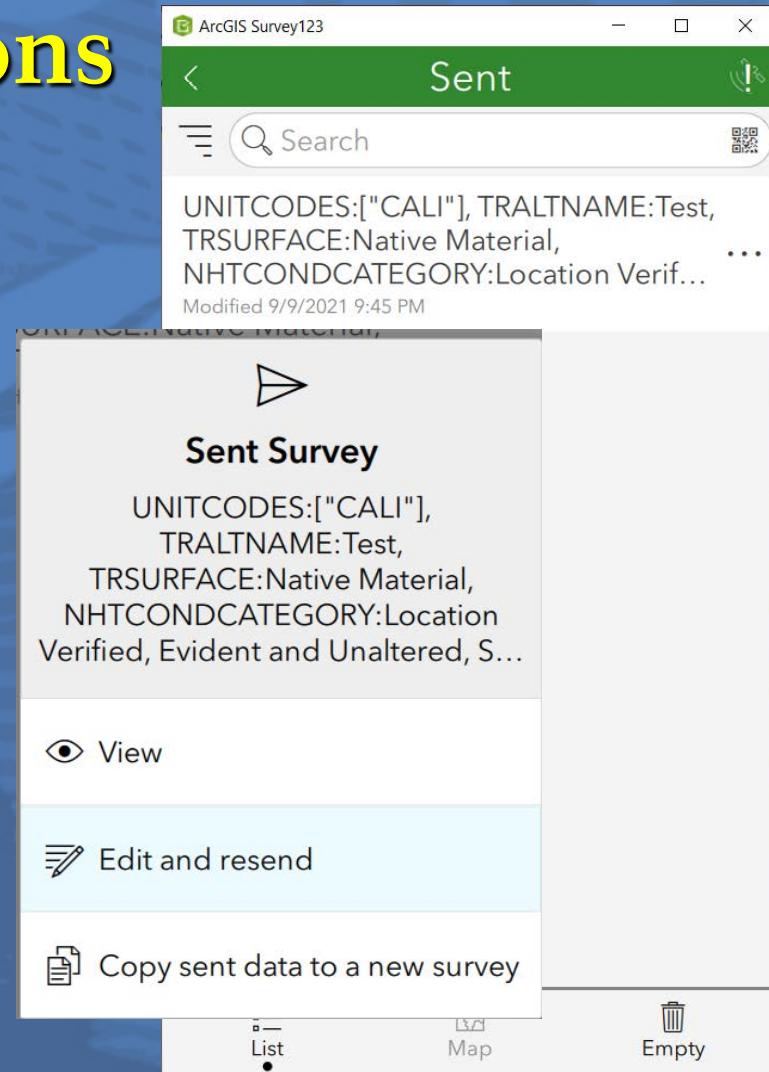 ons
ArcGIS Survey123
Sent
Search
UNITCODES:["CALI"], TRALTNAME:Test,
TRSURFACE:Native Material,
NHTCONDCATEGORY:Location Verif...
Modified 9/9/2021 9:45 PM
Sent Survey
UNITCODES:["CALI"],
TRALTNAME:Test,
TRSURFACE:Native Material,
NHTCONDCATEGORY:Location
Verified, Evident and Unaltered, S...
View
Edit and resend
Copy sent data to a new survey
List
Map
Empty